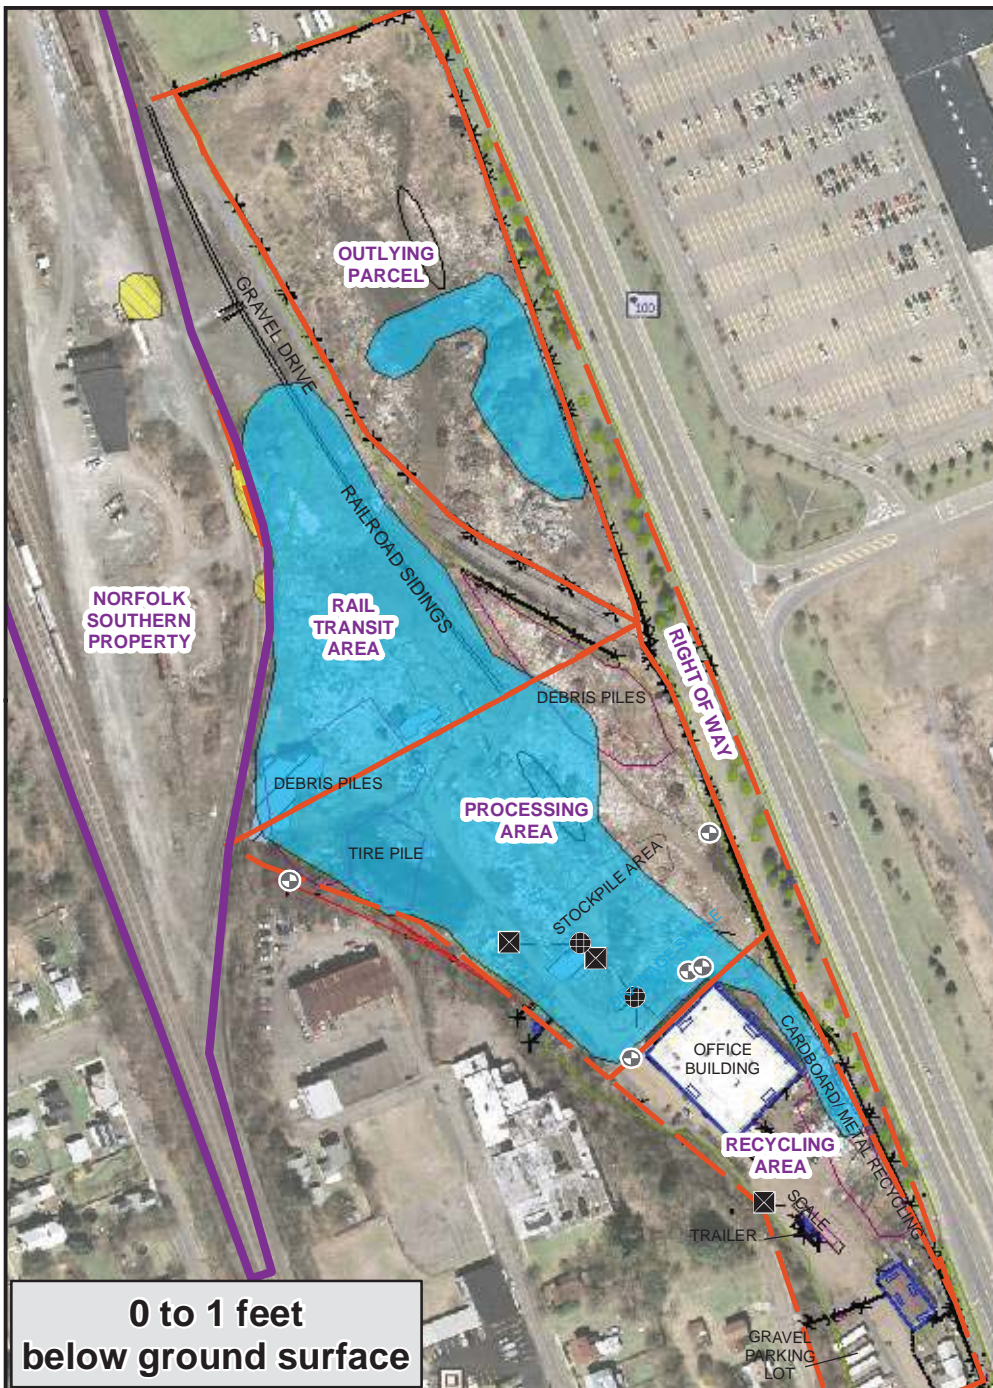 OUTLYING
PARCEL
100
GRAVEL DRIVE
RAILROAD SIDINGS
NORFOLK
SOUTHERN
PROPERTY
RAIL
TRANSIT
AREA
RIGHT OF WAY
DEBRIS PILES
DEBRIS PILES
PROCESSING
AREA
TIRE PILE
STOCKPILE AREA
OFFICE
BUILDING
CARDBOARD/ METAL RECYCLING
RECYCLING
AREA
SCALE
TRAILER
GRAVEL
PARKING
LOT
0 to 1 feet
below ground surface